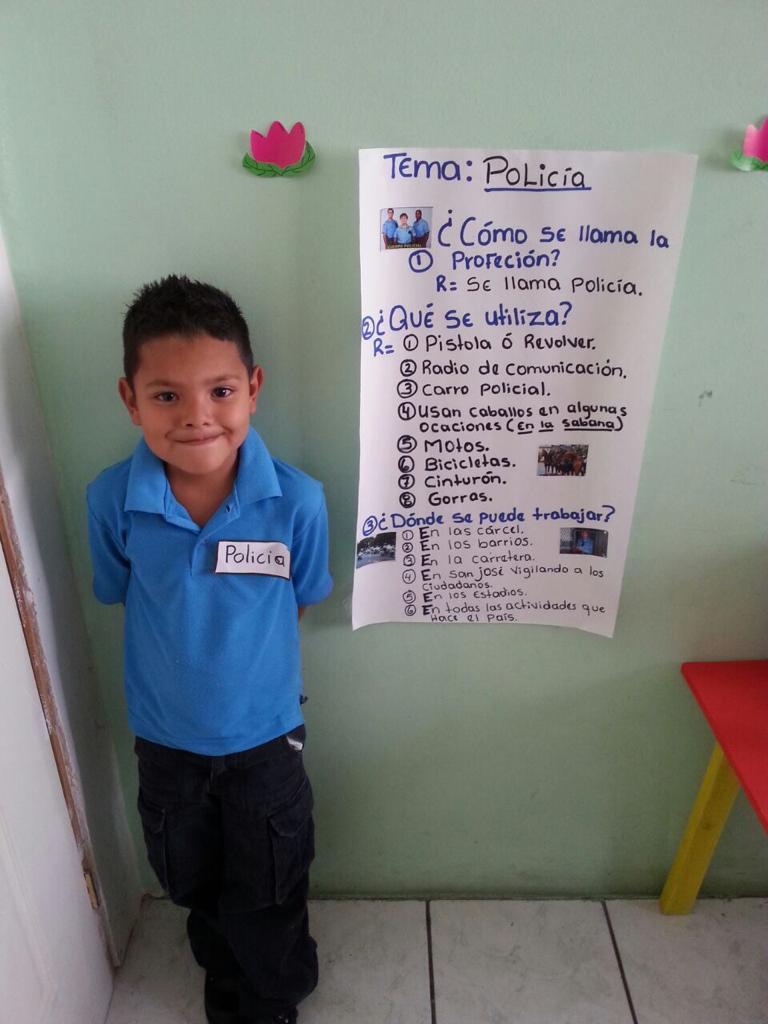 Tema: Policía
¿Cómo se llama la
① Profeción?
R= Se llama Policía.
② ¿Qué se utiliza?
R= ① Pistola ó Revolver.
② Radio de comunicación.
③ Carro Policial.
④ Usan caballos en algunas
ocaciones (En la sabana)
⑤ Motos.
⑥ Bicicletas.
⑦ Cinturón.
⑧ Gorras.
③ ¿Dónde se puede trabajar?
① En las cárcel.
② En los barrios.
③ En la carretera.
④ En san josé vigilando a los
ciudadanos.
⑤ En los Estadios.
⑥ En todas las actividades que
Hace el País.
Policía